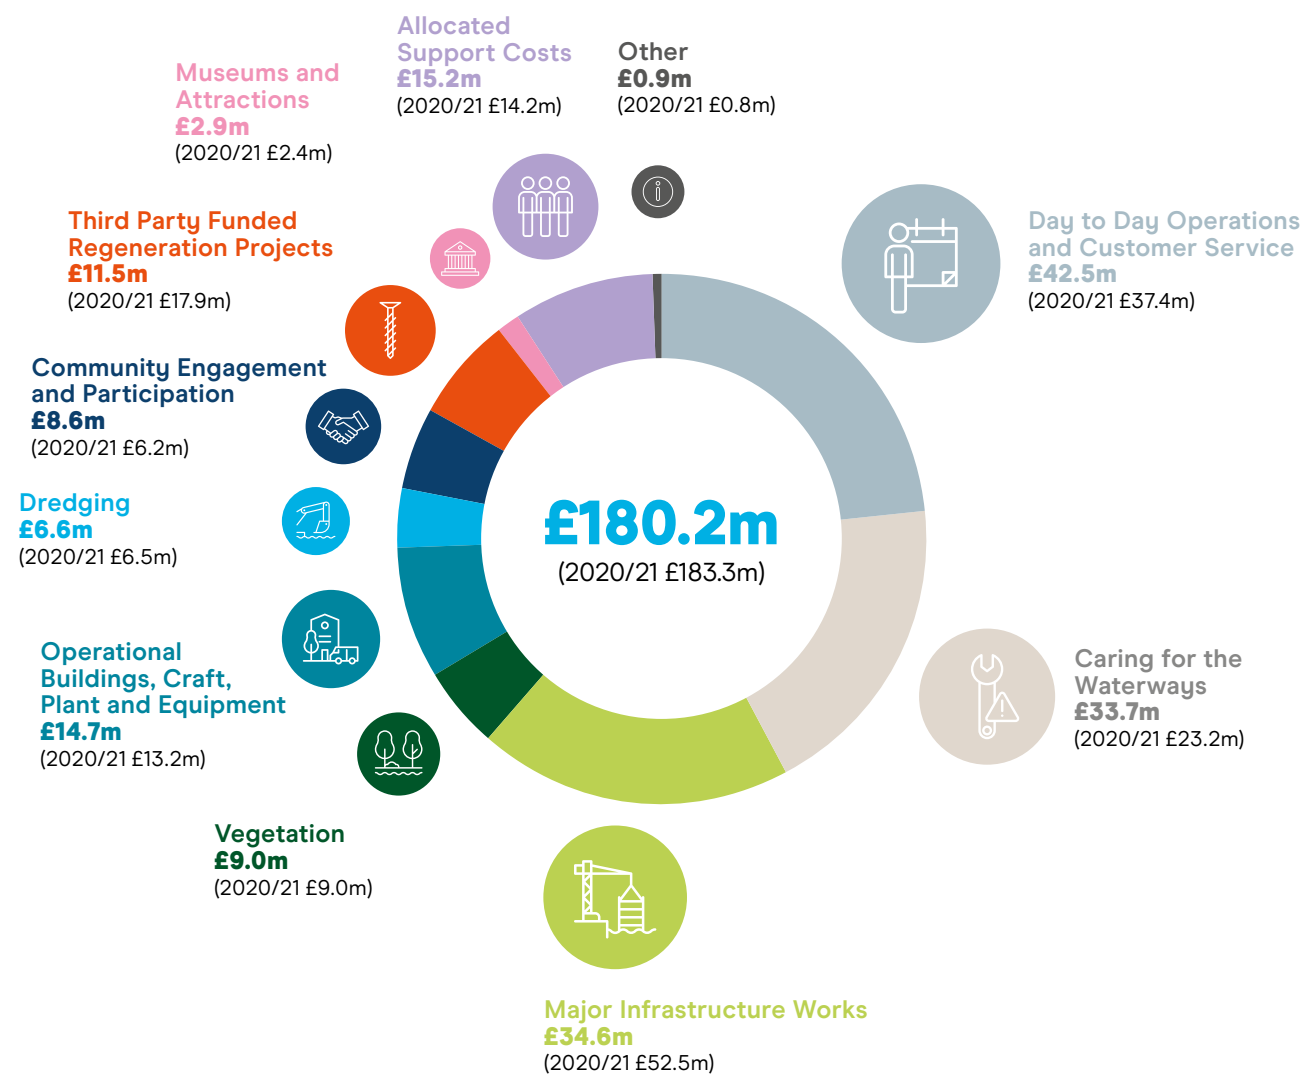 Allocated
Support Costs
£15.2m
(2020/21 £14.2m)
Other
£0.9m
(2020/21 £0.8m)
Museums and
Attractions
£2.9m
(2020/21 £2.4m)
Third Party Funded
Regeneration Projects
£11.5m
(2020/21 £17.9m)
Day to Day Operations
and Customer Service
£42.5m
(2020/21 £37.4m)
Community Engagement
and Participation
£8.6m
(2020/21 £6.2m)
Dredging
£6.6m
(2020/21 £6.5m)
£180.2m
(2020/21 £183.3m)
Operational
Buildings, Craft,
Plant and Equipment
£14.7m
(2020/21 £13.2m)
Caring for the
Waterways
£33.7m
(2020/21 £23.2m)
Vegetation
£9.0m
(2020/21 £9.0m)
Major Infrastructure Works
£34.6m
(2020/21 £52.5m)